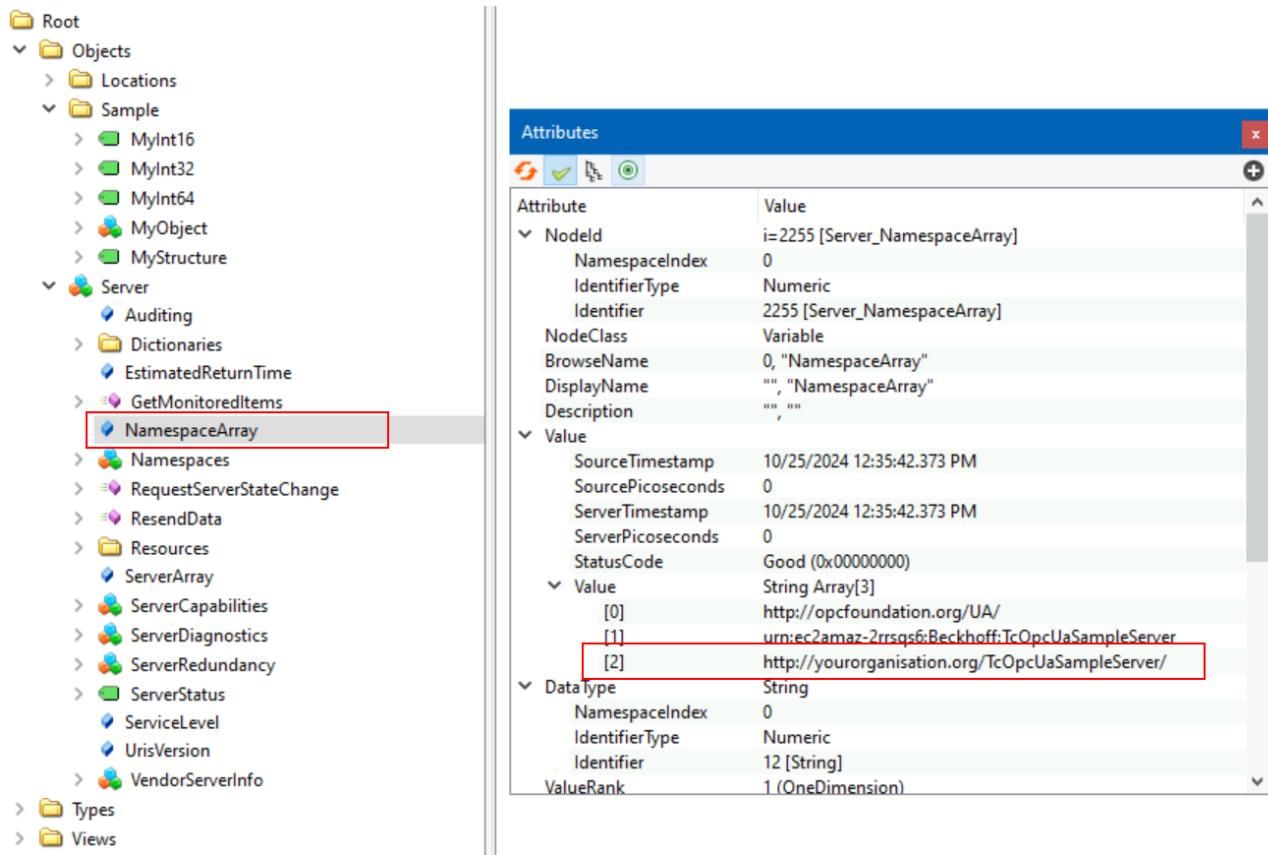 Root
Objects
Locations
Sample
MyInt16
MyInt32
MyInt64
MyObject
MyStructure
Server
Auditing
Dictionaries
EstimatedReturnTime
GetMonitoredItems
NamespaceArray
Namespaces
RequestServerStateChange
ResendData
Resources
ServerArray
ServerCapabilities
ServerDiagnostics
ServerRedundancy
ServerStatus
ServiceLevel
UrisVersion
VendorServerInfo
Types
Views
Attributes
x
Attribute Value
NodeId i=2255 [Server_NamespaceArray]
NamespaceIndex 0
IdentifierType Numeric
Identifier 2255 [Server_NamespaceArray]
NodeClass Variable
BrowseName 0, "NamespaceArray"
DisplayName "", "NamespaceArray"
Description "", ""
Value
SourceTimestamp 10/25/2024 12:35:42.373 PM
SourcePicoseconds 0
ServerTimestamp 10/25/2024 12:35:42.373 PM
ServerPicoseconds 0
StatusCode Good (0x00000000)
Value String Array[3]
[0] http://opcfoundation.org/UA/
[1] urn:ec2amaz-2rrsqs6:Beckhoff:TcOpcUaSampleServer
[2] http://yourorganisation.org/TcOpcUaSampleServer/
DataType String
NamespaceIndex 0
IdentifierType Numeric
Identifier 12 [String]
ValueRank 1 (OneDimension)